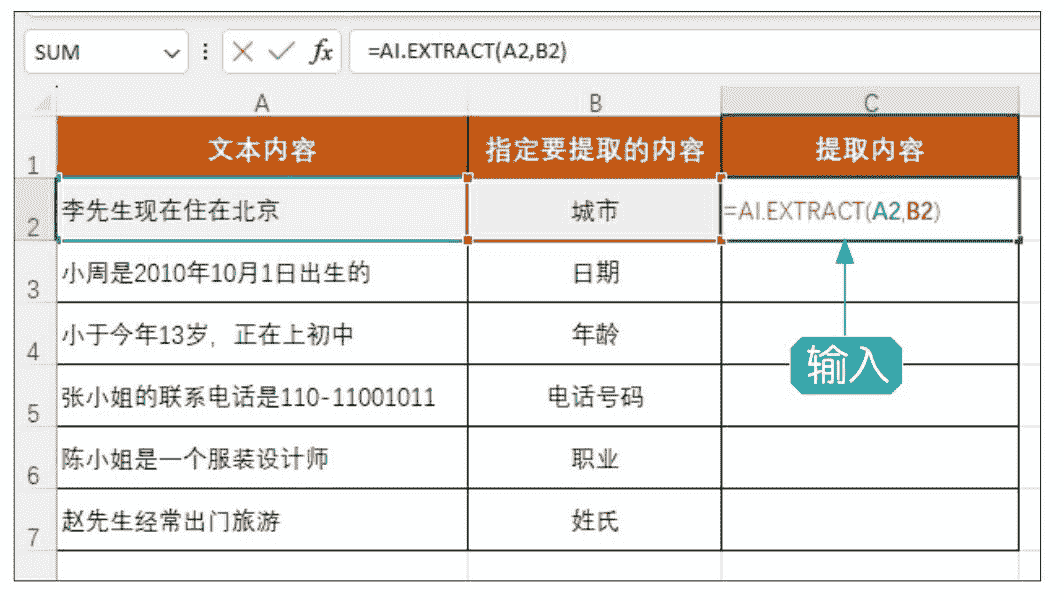 SUM fx =AI.EXTRACT(A2,B2)
A B C
1 文本内容 指定要提取的内容 提取内容
2 李先生现在住在北京 城市 =AI.EXTRACT(A2,B2)
3 小周是2010年10月1日出生的 日期
4 小于今年13岁，正在上初中 年龄
输入
5 张小姐的联系电话是110-11001011 电话号码
6 陈小姐是一个服装设计师 职业
7 赵先生经常出门旅游 姓氏